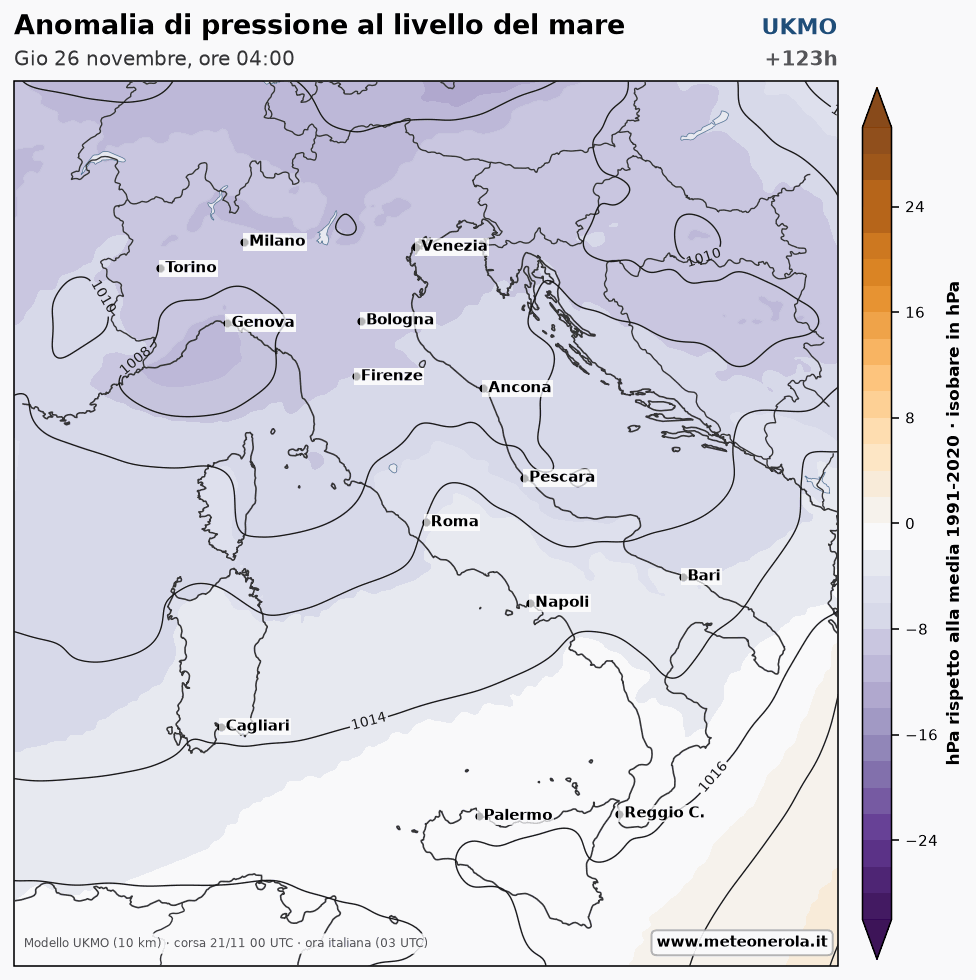 Anomalia di pressione al livello del mare
UKMO
Gio 26 novembre, ore 04:00
+123h
Milano
Venezia
Torino
1010
1010
Genova
Bologna
1008
Firenze
Ancona
Pescara
Roma
Bari
Napoli
1014
Cagliari
1016
Palermo
Reggio C.
Modello UKMO (10 km) · corsa 21/11 00 UTC · ora italiana (03 UTC)
www.meteonerola.it
24
16
8
0
−8
−16
−24
hPa rispetto alla media 1991-2020 · isobare in hPa